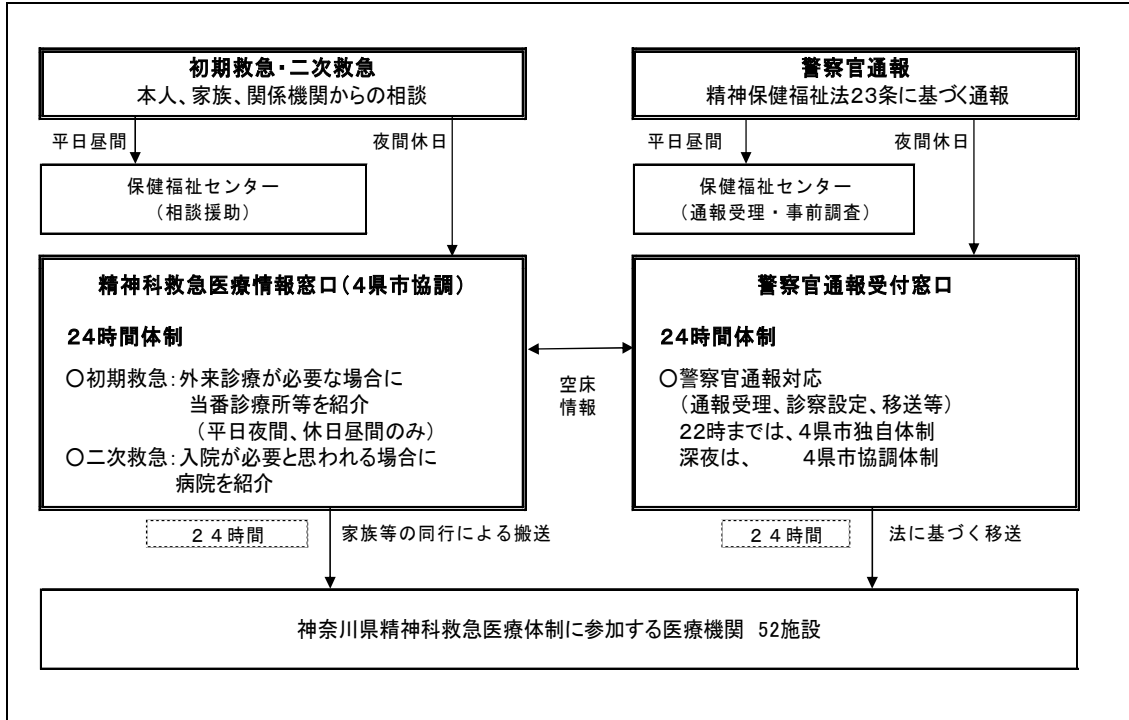 初期救急・二次救急
本人、家族、関係機関からの相談
平日昼間
夜間休日
保健福祉センター
（相談援助）
精神科救急医療情報窓口（４県市協調）
２４時間体制
○初期救急：外来診療が必要な場合に
当番診療所等を紹介
（平日夜間、休日昼間のみ）
○二次救急：入院が必要と思われる場合に
病院を紹介
２４時間
家族等の同行による搬送
警察官通報
精神保健福祉法２３条に基づく通報
平日昼間
夜間休日
保健福祉センター
（通報受理・事前調査）
空床
情報
警察官通報受付窓口
２４時間体制
○警察官通報対応
（通報受理、診察設定、移送等）
２２時までは、４県市独自体制
深夜は、　　４県市協調体制
２４時間
法に基づく移送
神奈川県精神科救急医療体制に参加する医療機関 52施設